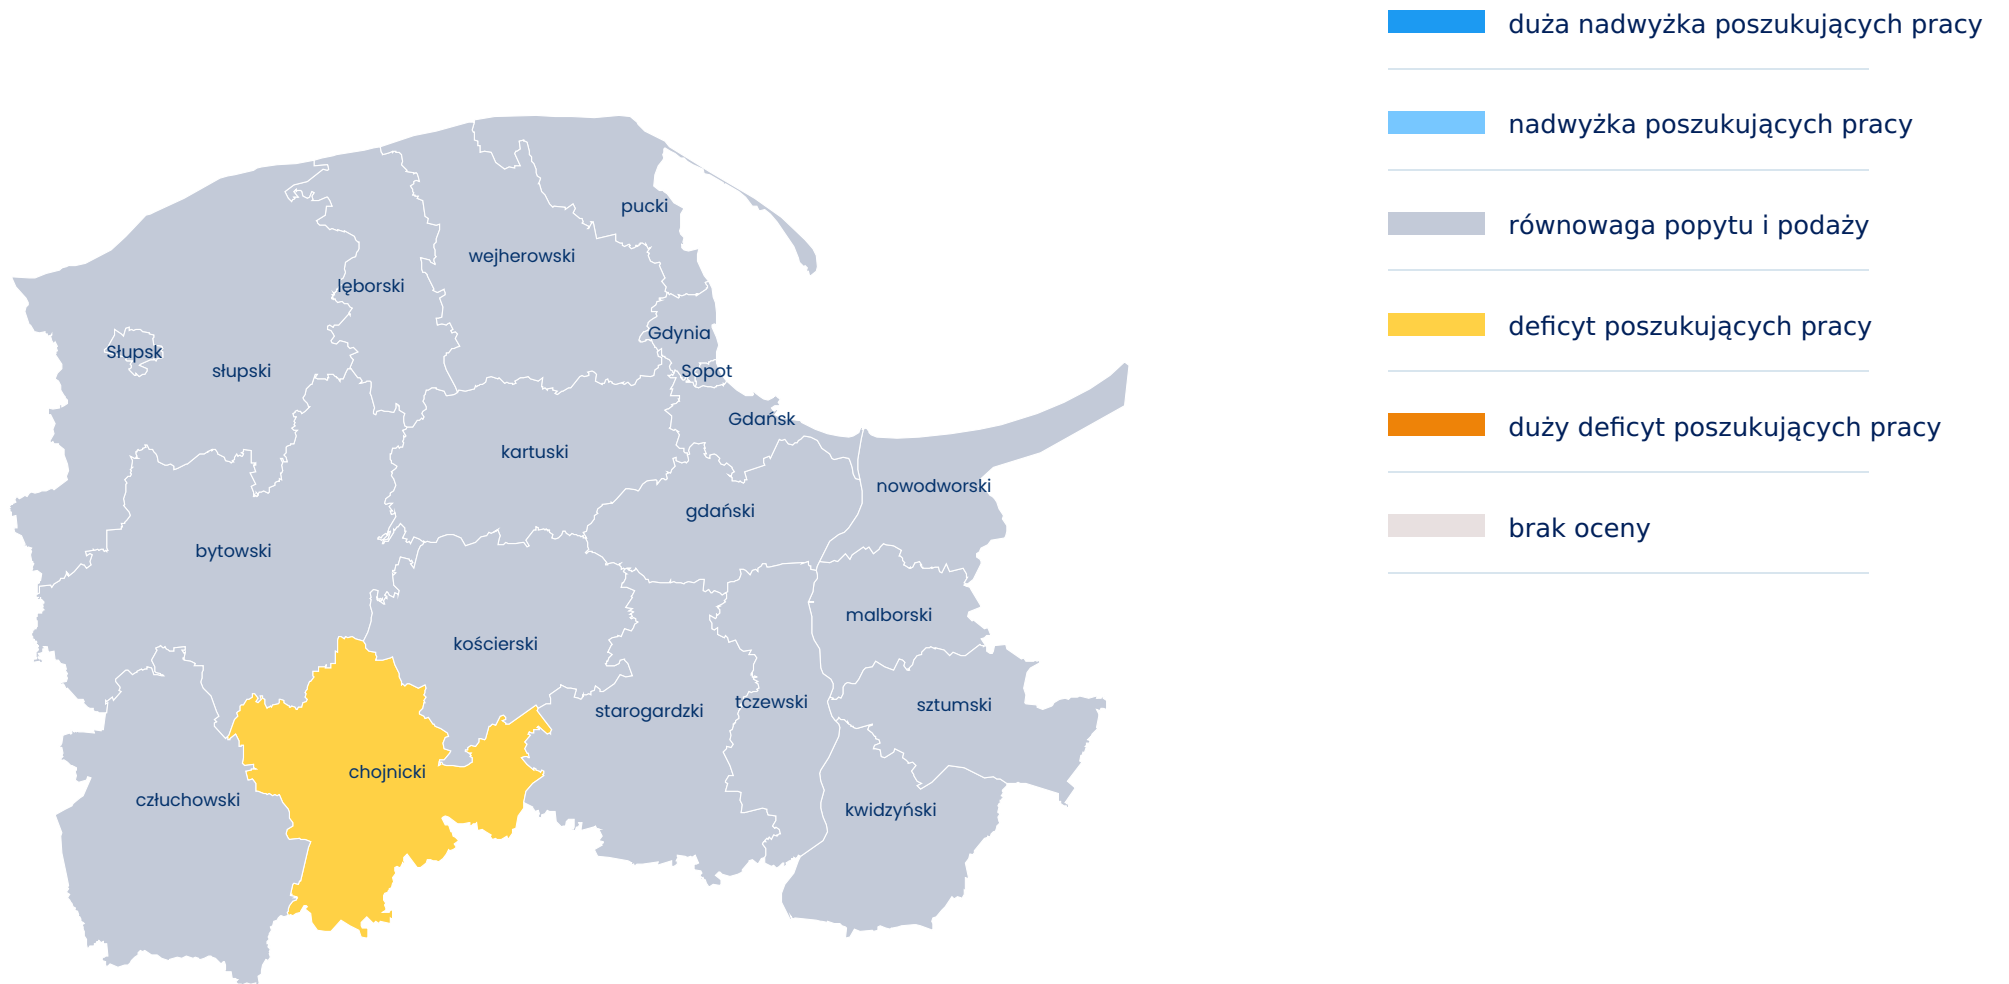 duża nadwyżka poszukujących pracy
nadwyżka poszukujących pracy
równowaga popytu i podaży
deficyt poszukujących pracy
duży deficyt poszukujących pracy
brak oceny
pucki
wejherowski
lęborski
Gdynia
Słupsk
słupski
Sopot
Gdańsk
kartuski
nowodworski
gdański
bytowski
malborski
kościerski
tczewski
sztumski
starogardzki
chojnicki
człuchowski
kwidzyński